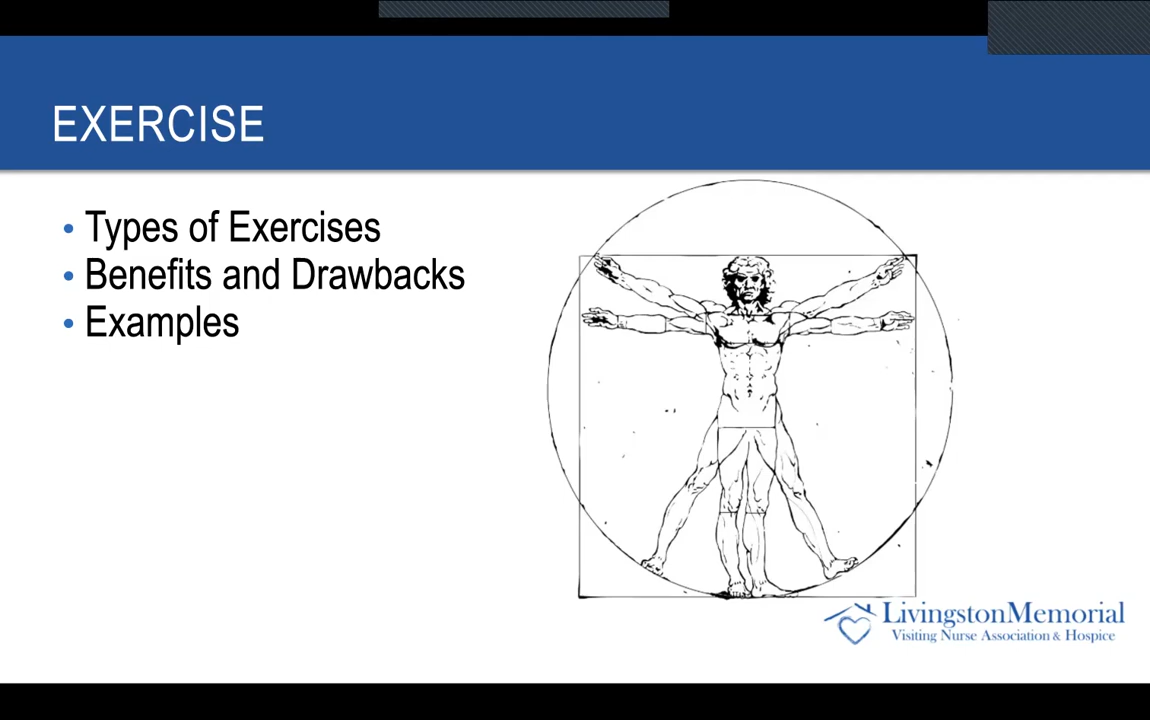 EXERCISE
• Types of Exercises
• Benefits and Drawbacks
• Examples
LivingstonMemorial
Visiting Nurse Association & Hospice